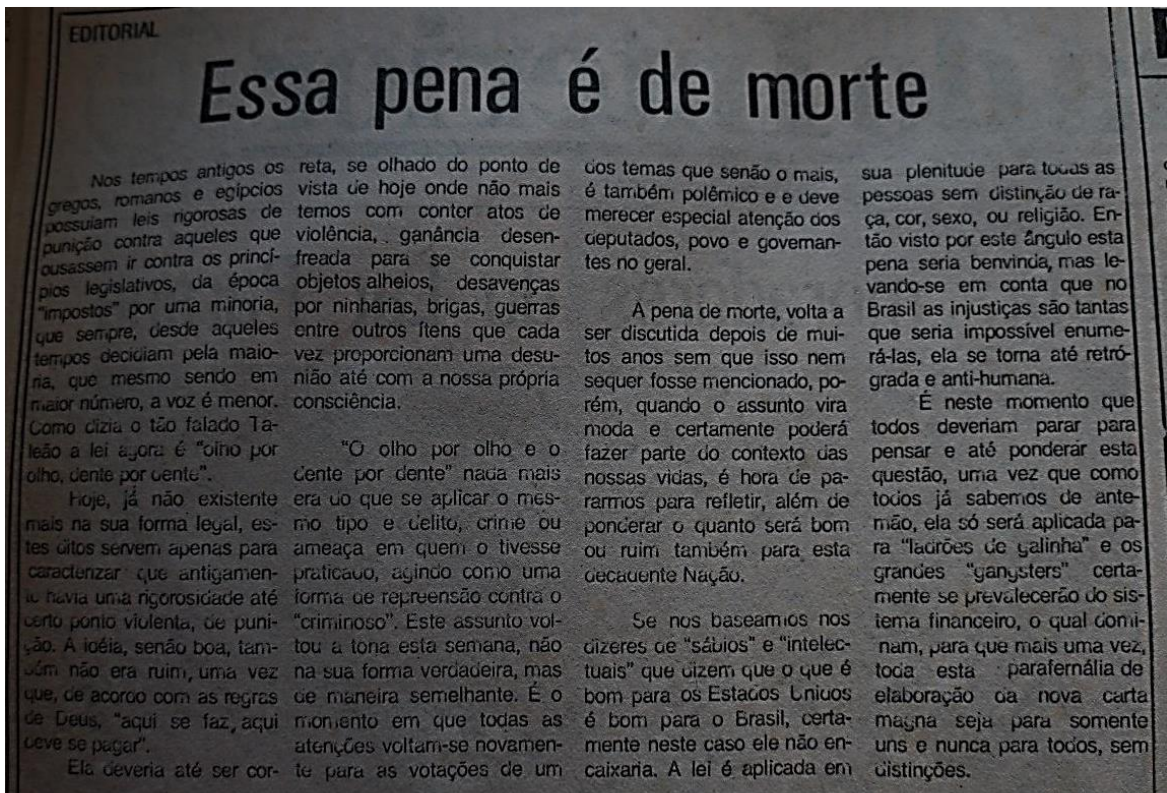 EDITORIAL
Essa pena é de morte
Nos tempos antigos os
gregos, romanos e egípcios
possuiam leis rigorosas de
punição contra aqueles que
ousassem ir contra os princí-
pios legislativos, da época
"impostos" por uma minoria,
que sempre, desde aqueles
tempos decidiam pela maio-
ria, que mesmo sendo em
maior número, a voz é menor.
Como dizia o tão falado Ta-
leão a lei agora é "olho por
olho, dente por dente".
Hoje, já não existente
mais na sua forma legal, es-
tes ditos servem apenas para
caracterizar que antigamen-
te havia uma rigorosidade até
certo ponto violenta, de puni-
ção. A idéia, senão boa, tam-
bém não era ruim, uma vez
que, de acordo com as regras
de Deus, "aqui se faz, aqui
deve se pagar".
Ela deveria até ser cor-
reta, se olhado do ponto de
vista de hoje onde não mais
temos com conter atos de
violência, ganância desen-
freada para se conquistar
objetos alheios, desavenças
por ninharias, brigas, guerras
entre outros ítens que cada
vez proporcionam uma desu-
nião até com a nossa própria
consciência.
"O olho por olho e o
dente por dente" nada mais
era do que se aplicar o mes-
mo tipo e delito, crime ou
ameaça em quem o tivesse
praticado, agindo como uma
forma de repreensão contra o
"criminoso". Este assunto vol-
tou a tona esta semana, não
na sua forma verdadeira, mas
de maneira semelhante. É o
momento em que todas as
atenções voltam-se novamen-
te para as votações de um
dos temas que senão o mais,
é também polêmico e e deve
merecer especial atenção dos
deputados, povo e governan-
tes no geral.
A pena de morte, volta a
ser discutida depois de mui-
tos anos sem que isso nem
sequer fosse mencionado, po-
rém, quando o assunto vira
moda e certamente poderá
fazer parte do contexto das
nossas vidas, é hora de pa-
rarmos para refletir, além de
ponderar o quanto será bom
ou ruim também para esta
decadente Nação.
Se nos baseamios nos
dizeres de "sábios" e "intelec-
tuais" que dizem que o que é
bom para os Estados Unidos
é bom para o Brasil, certa-
mente neste caso ele não en-
caixaria. A lei é aplicada em
sua plenitude para todas as
pessoas sem distinção de ra-
ça, cor, sexo, ou religião. En-
tão visto por este ângulo esta
pena seria benvinda, mas le-
vando-se em conta que no
Brasil as injustiças são tantas
que seria impossível enume-
rá-las, ela se torna até retró-
grada e anti-humana.
É neste momento que
todos deveriam parar para
pensar e até ponderar esta
questão, uma vez que como
todos já sabemos de ante-
mão, ela só será aplicada pa-
ra "ladrões de galinha" e os
grandes "gangsters" certa-
mente se prevalecerão do sis-
tema financeiro, o qual domi-
nam, para que mais uma vez,
toda esta parafernália de
elaboração da nova carta
magna seja para somente
uns e nunca para todos, sem
distinções.